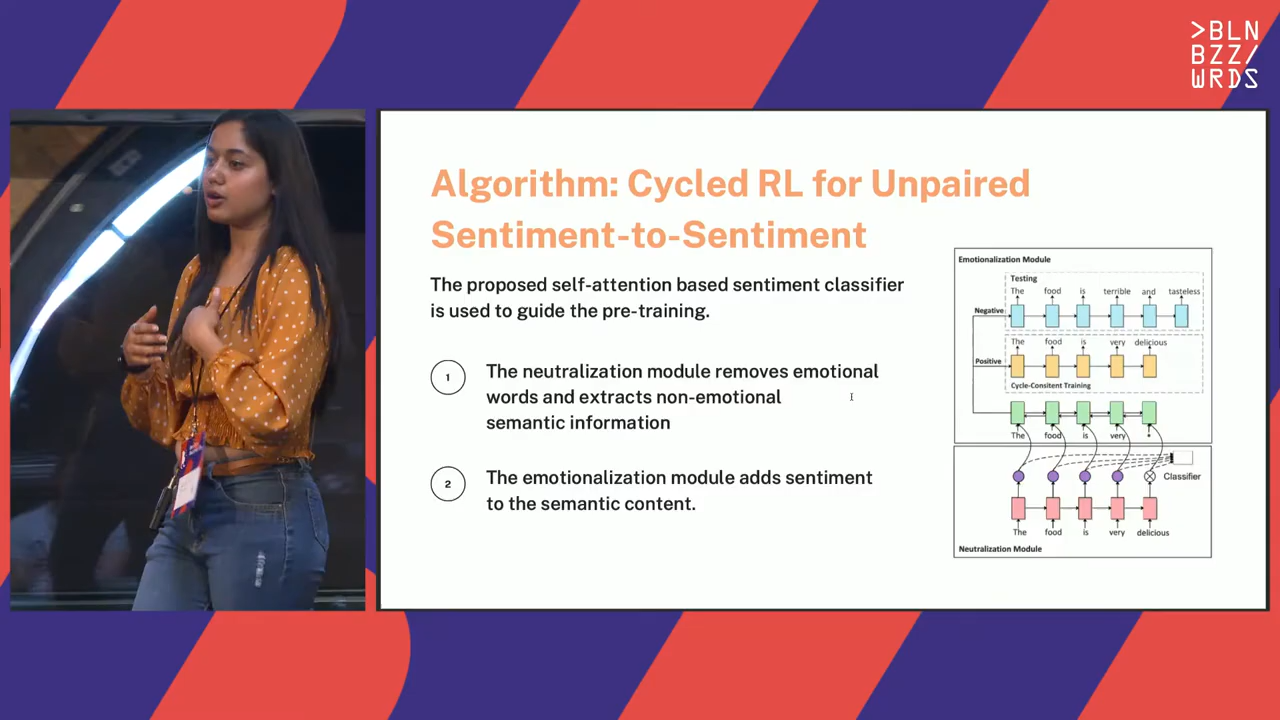 >BLN
BZZ/
WRDS
Algorithm: Cycled RL for Unpaired
Sentiment-to-Sentiment
The proposed self-attention based sentiment classifier
is used to guide the pre-training.
1
The neutralization module removes emotional
words and extracts non-emotional
semantic information
2
The emotionalization module adds sentiment
to the semantic content.
Emotionalization Module
Testing
The food is terrible and tasteless
Negative
The food is very delicious
Positive
Cycle-Consitent Training
The food is very *
Classifier
The food is very delicious
Neutralization Module